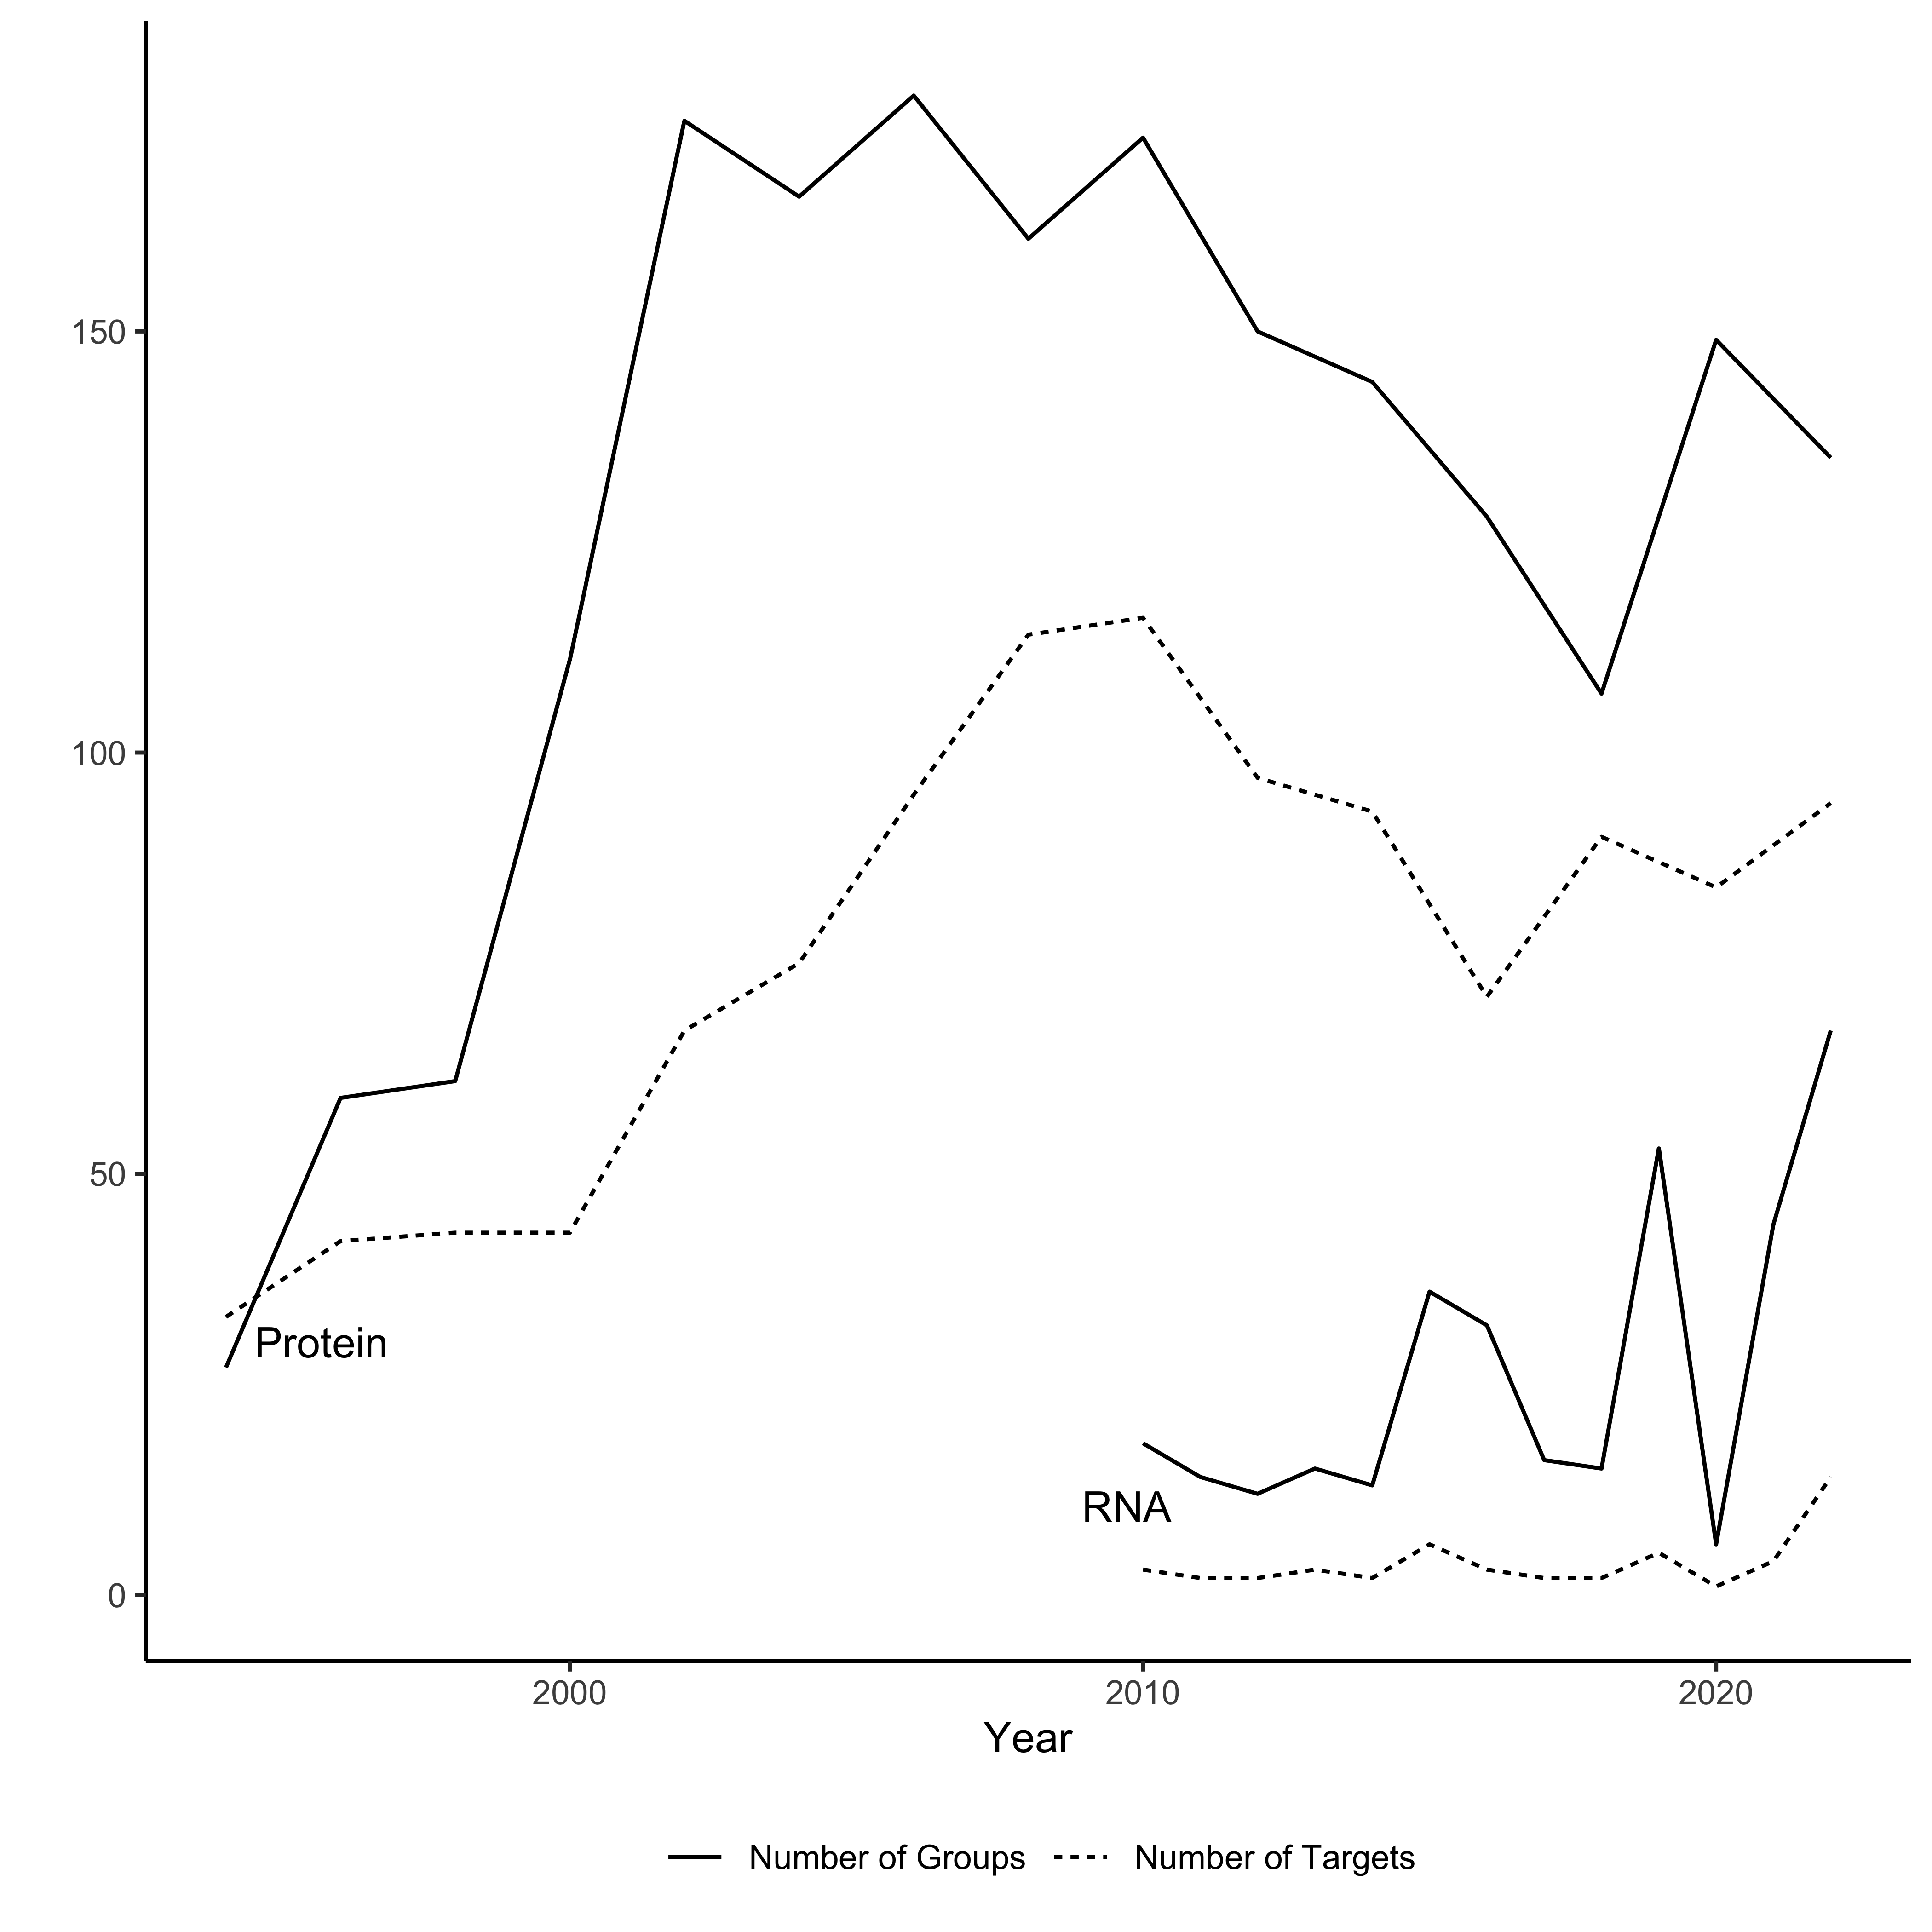 150
100
50
0
Protein
RNA
2000 2010 2020
Year
Number of Groups Number of Targets